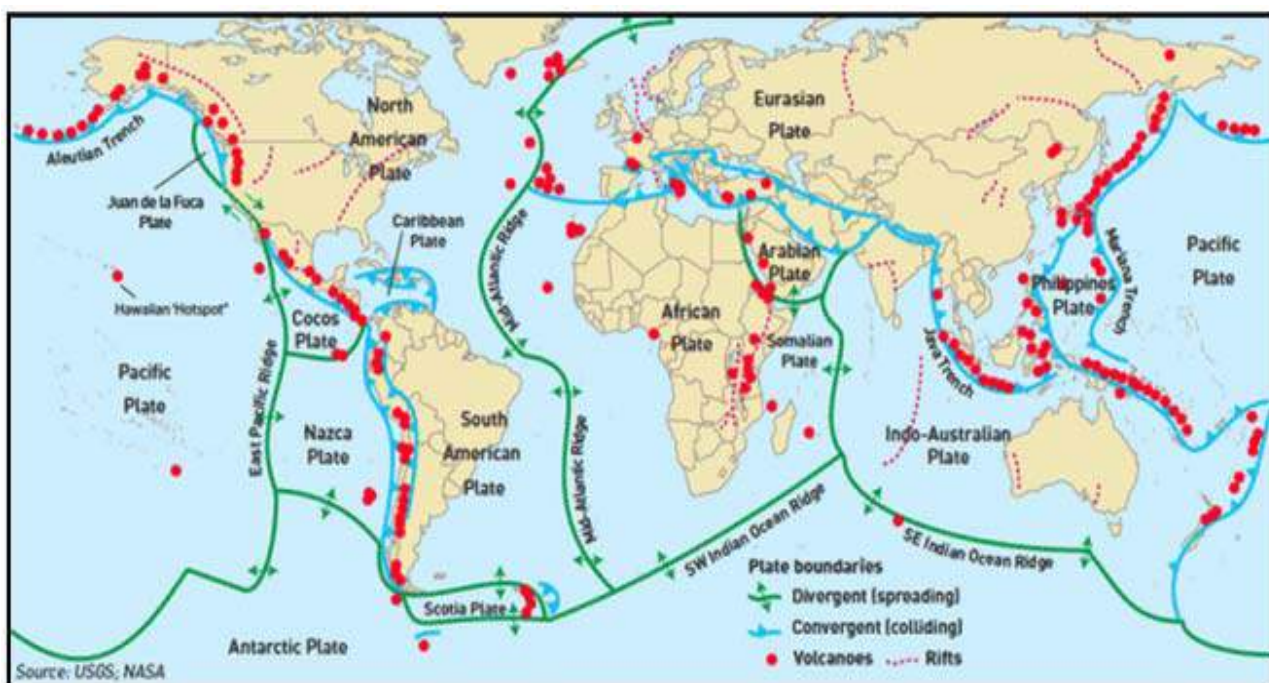 North
American
Plate
Eurasian
Plate
Aleutian Trench
Juan de la Fuca
Plate
Caribbean
Plate
Mid-Atlantic Ridge
Arabian
Plate
Philippines
Plate
Mariana Trench
Pacific
Plate
Hawaiian "Hotspot"
Cocos
Plate
African
Plate
Somalian
Plate
Java Trench
Pacific
Plate
East Pacific Ridge
Nazca
Plate
South
American
Plate
Mid-Atlantic Ridge
Indo-Australian
Plate
SW Indian Ocean Ridge
SE Indian Ocean Ridge
Scotia Plate
Antarctic Plate
Plate boundaries
Divergent (spreading)
Convergent (colliding)
Volcanoes
Rifts
Source: USGS; NASA